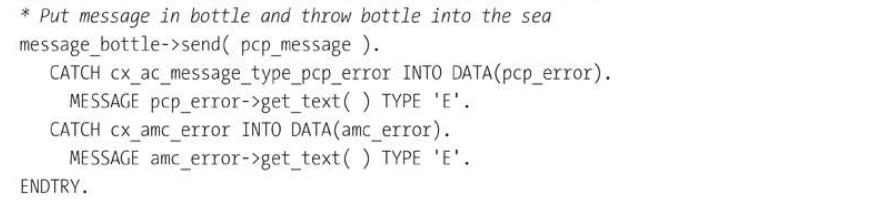 * Put message in bottle and throw bottle into the sea
message_bottle->send( pcp_message ).
CATCH cx_ac_message_type_pcp_error INTO DATA(pcp_error).
MESSAGE pcp_error->get_text( ) TYPE 'E'.
CATCH cx_amc_error INTO DATA(amc_error).
MESSAGE amc_error->get_text( ) TYPE 'E'.
ENDTRY.